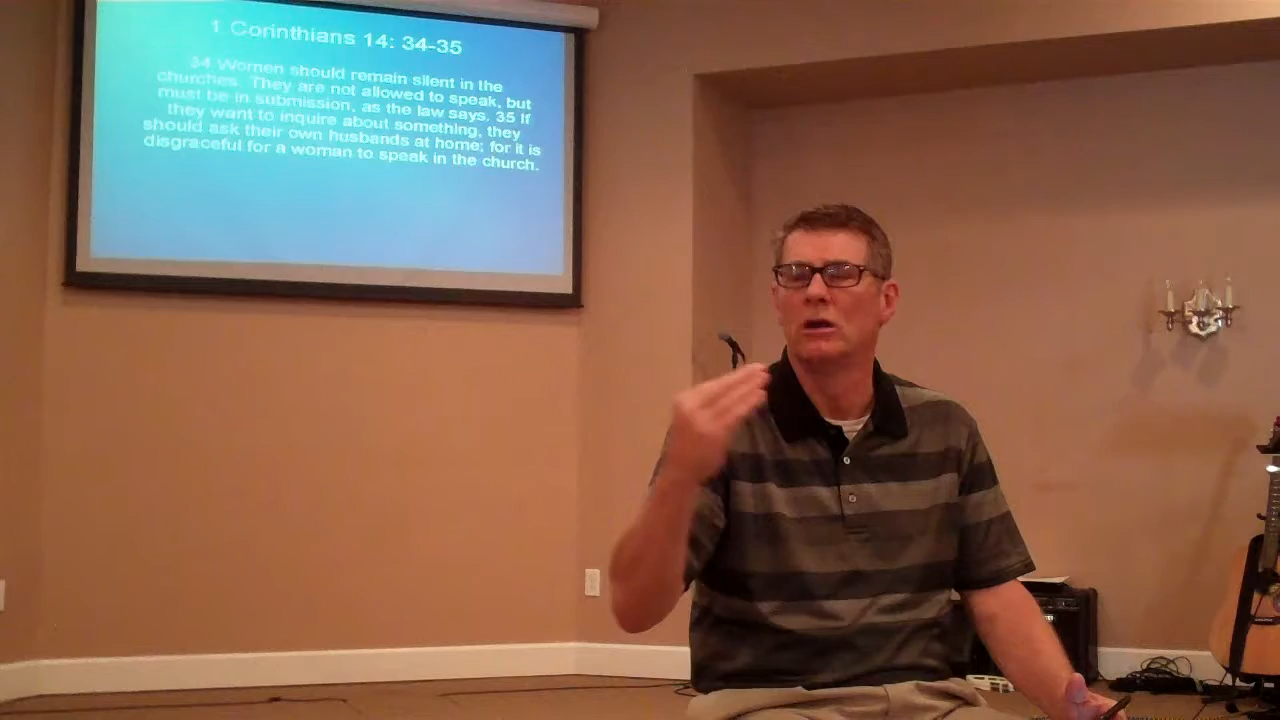 1 Corinthians 14: 34-35
34 Women should remain silent in the
churches. They are not allowed to speak, but
must be in submission, as the law says. 35 If
they want to inquire about something, they
should ask their own husbands at home; for it is
disgraceful for a woman to speak in the church.